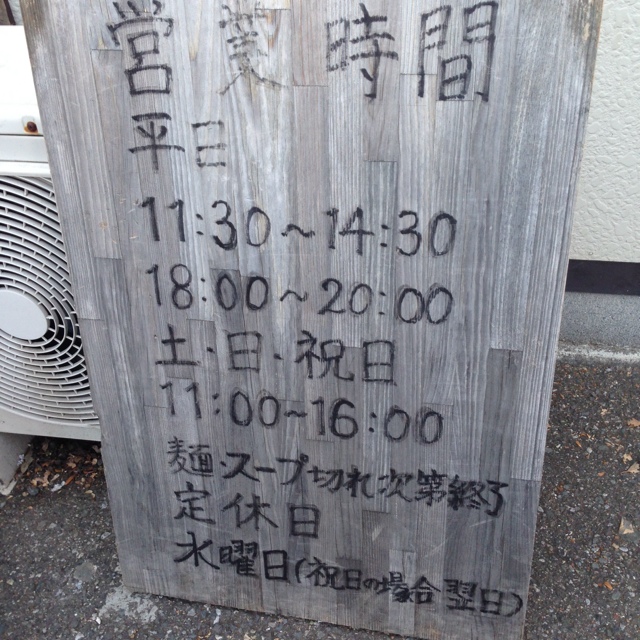 営業時間
平日
11:30～14:30
18:00～20:00
土・日・祝日
11:00～16:00
麺・スープ切れ次第終了
定休日
水曜日(祝日の場合翌日)